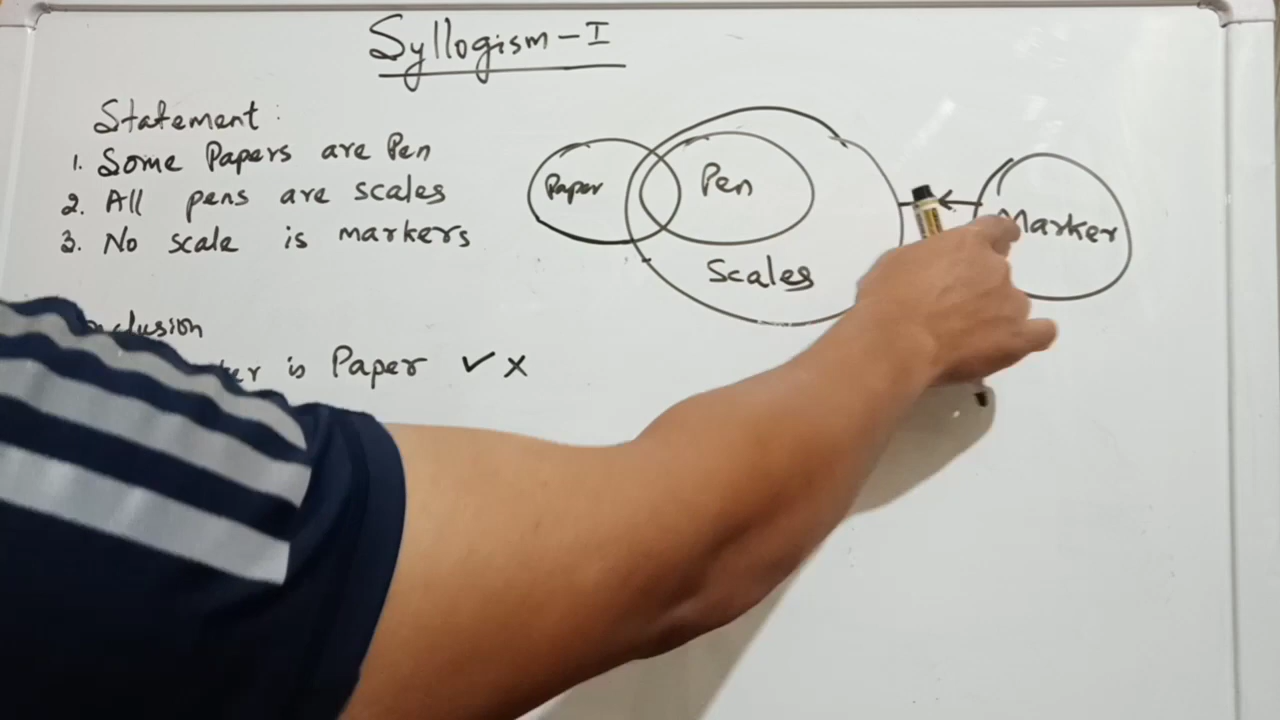 Syllogism-I
Statement:
1. Some Papers are Pen
2. All pens are scales
3. No scale is markers
Paper
Pen
Scales
Marker
is Paper ✓ x